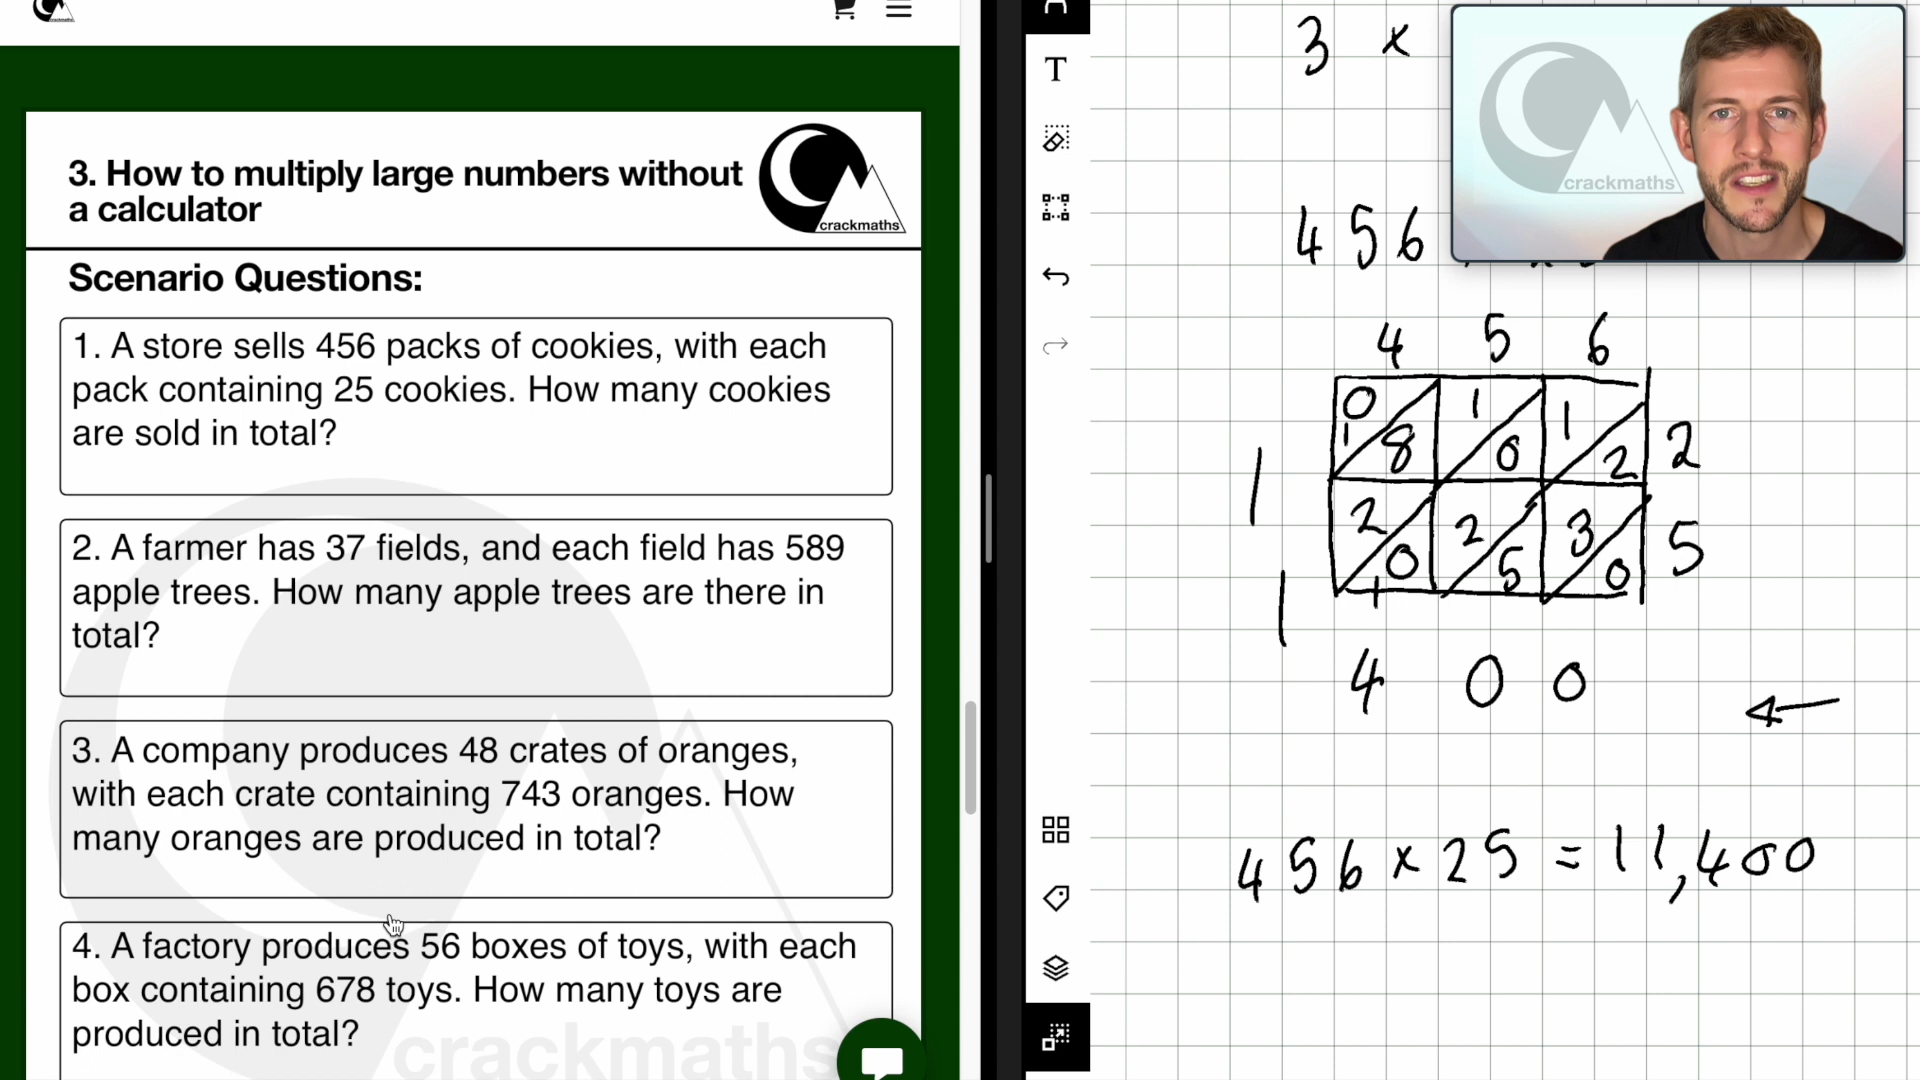 3. How to multiply large numbers without
a calculator
crackmaths
Scenario Questions:
1. A store sells 456 packs of cookies, with each
pack containing 25 cookies. How many cookies
are sold in total?
2. A farmer has 37 fields, and each field has 589
apple trees. How many apple trees are there in
total?
3. A company produces 48 crates of oranges,
with each crate containing 743 oranges. How
many oranges are produced in total?
4. A factory produces 56 boxes of toys, with each
box containing 678 toys. How many toys are
produced in total?
crackmaths
T
3 ×
crackmaths
456
4 5 6
0 1 1
1 8 0 2 2
1
2 2 3
0 5 0 5
1
1
4 0 0
456 × 25 = 11,400